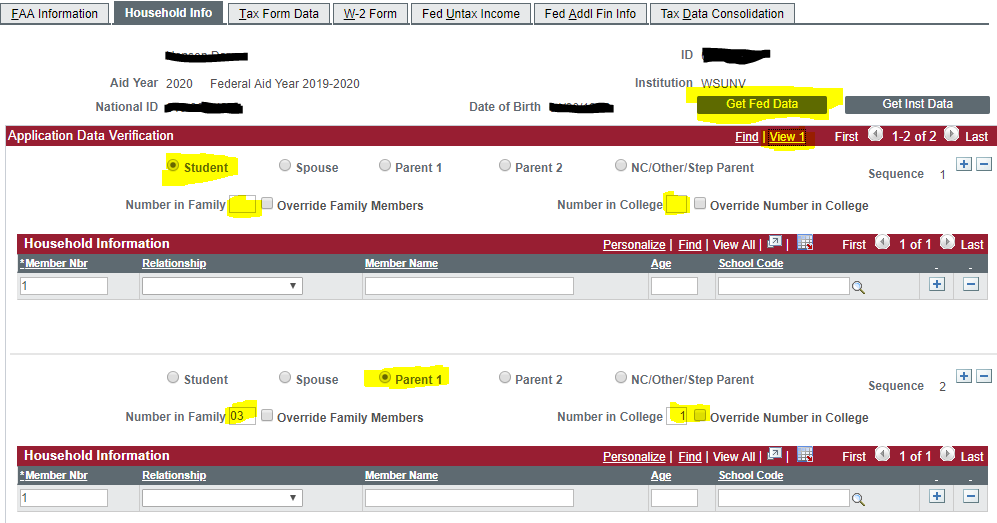 FAA Information Household Info Tax Form Data W-2 Form Fed Untax Income Fed Addl Fin Info Tax Data Consolidation
ID
Aid Year 2020 Federal Aid Year 2019-2020 Institution WSUNV
National ID Date of Birth Get Fed Data Get Inst Data
Application Data Verification Find | View 1 First 1-2 of 2 Last
Student Spouse Parent 1 Parent 2 NC/Other/Step Parent Sequence 1
Number in Family Override Family Members Number in College Override Number in College
Household Information Personalize | Find | View All | | First 1 of 1 Last
*Member Nbr Relationship Member Name Age School Code
1
Student Spouse Parent 1 Parent 2 NC/Other/Step Parent Sequence 2
Number in Family 03 Override Family Members Number in College 1 Override Number in College
Household Information Personalize | Find | View All | | First 1 of 1 Last
*Member Nbr Relationship Member Name Age School Code
1